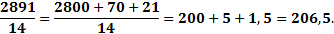 2891/14 = (2800 + 70 + 21)/14 = 200 + 5 + 1, 5 = 206, 5.